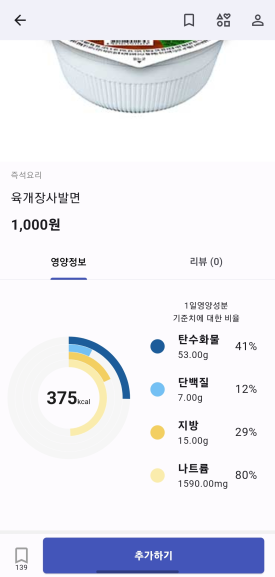 즉석요리
육개장사발면
1,000원
영양정보
리뷰 (0)
1일영양성분
기준치에 대한 비율
탄수화물 41%
53.00g
단백질 12%
7.00g
지방 29%
15.00g
나트륨 80%
1590.00mg
375kcal
139
추가하기